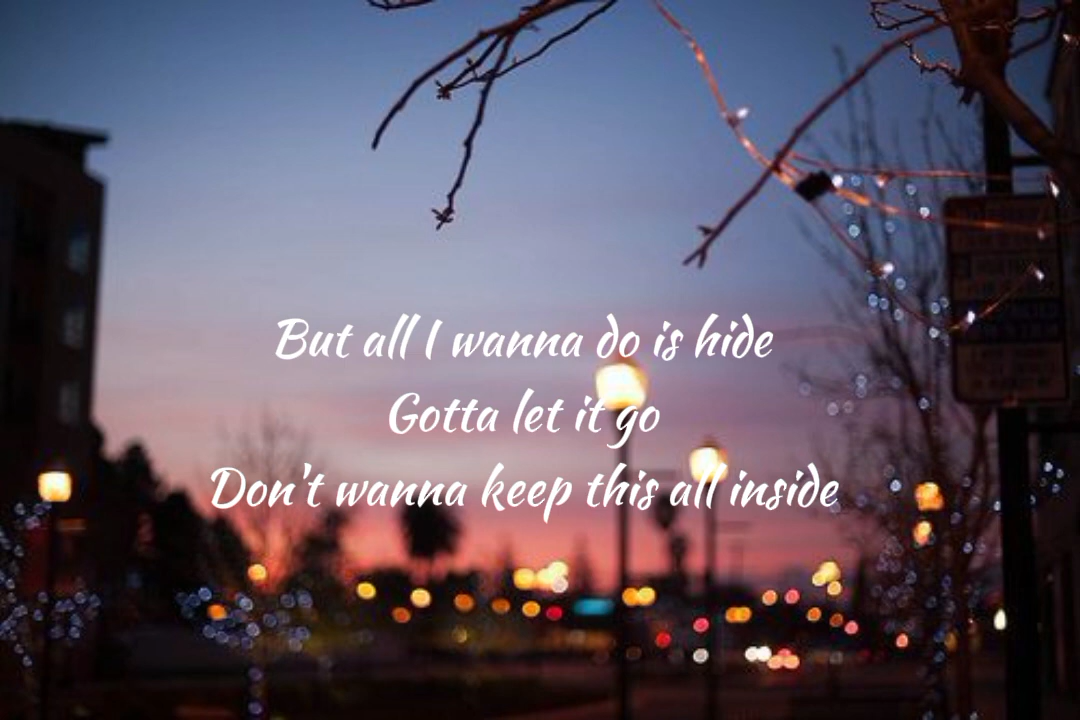 But all I wanna do is hide
Gotta let it go
Don't wanna keep this all inside